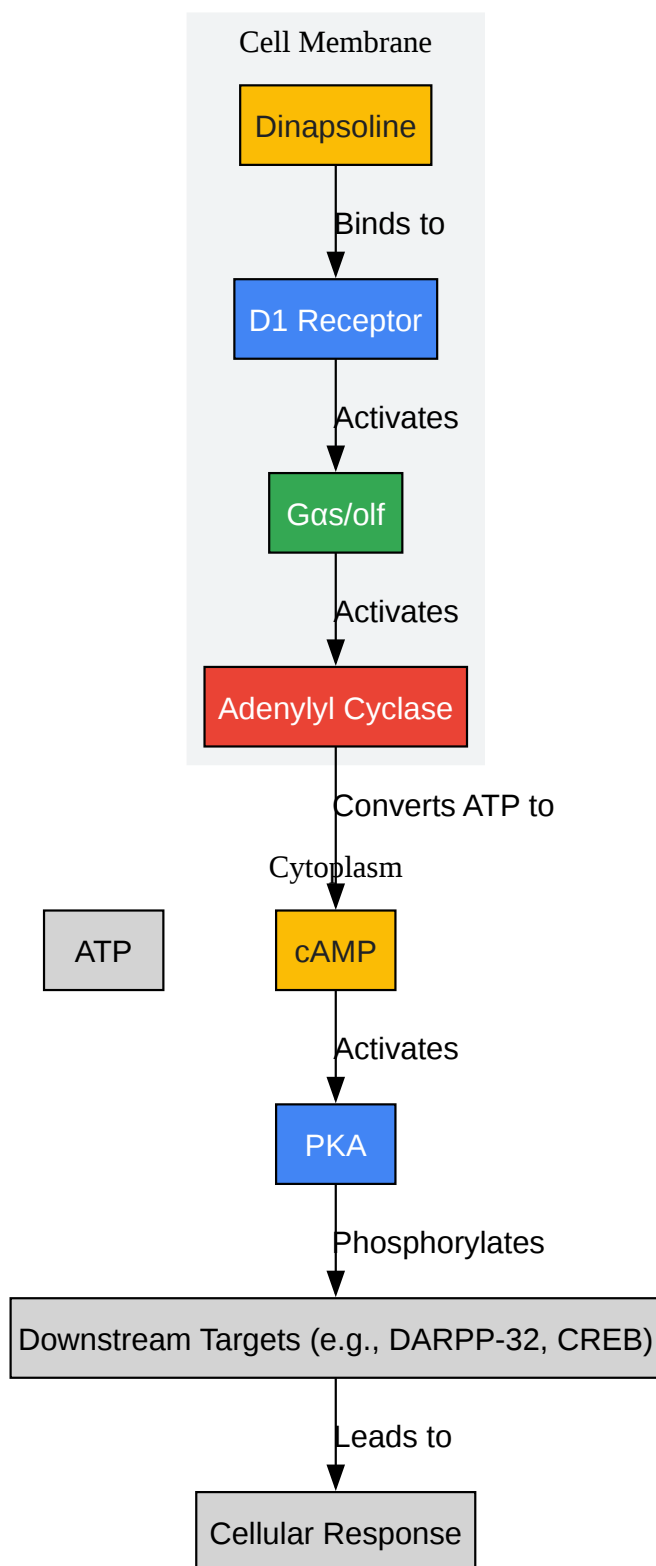 Cell Membrane
Dinapsoline
Binds to
D1 Receptor
Activates
Gαs/olf
Activates
Adenylyl Cyclase
Converts ATP to
Cytoplasm
ATP
cAMP
Activates
PKA
Phosphorylates
Downstream Targets (e.g., DARPP-32, CREB)
Leads to
Cellular Response